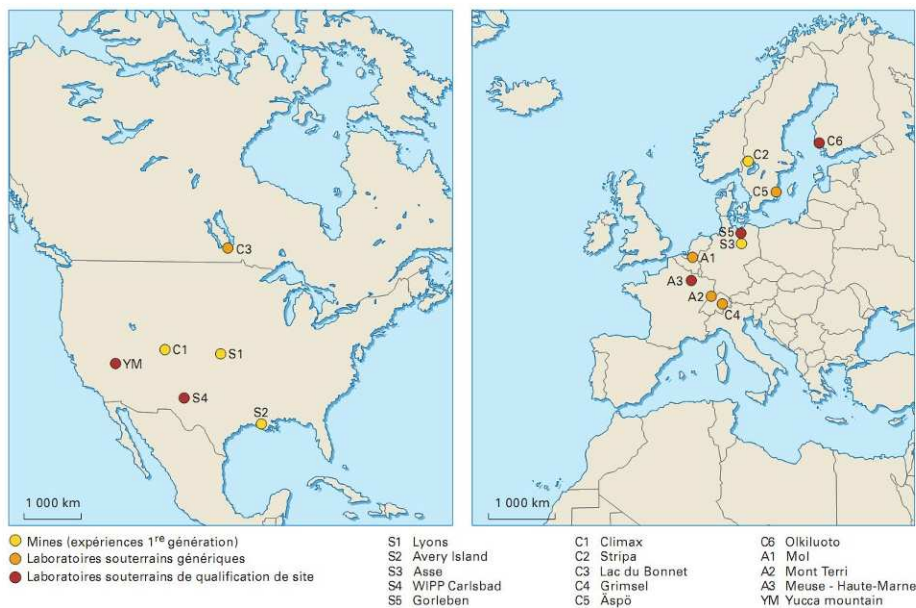 C3
YM
C1
S1
S4
S2
1 000 km
C6
C2
C5
S5
S3
A1
A3
A2
C4
1 000 km
Mines (expériences 1re génération)
Laboratoires souterrains génériques
Laboratoires souterrains de qualification de site
S1 Lyons
S2 Avery Island
S3 Asse
S4 WIPP Carlsbad
S5 Gorleben
C1 Climax
C2 Stripa
C3 Lac du Bonnet
C4 Grimsel
C5 Äspö
C6 Olkiluoto
A1 Mol
A2 Mont Terri
A3 Meuse - Haute-Marne
YM Yucca mountain